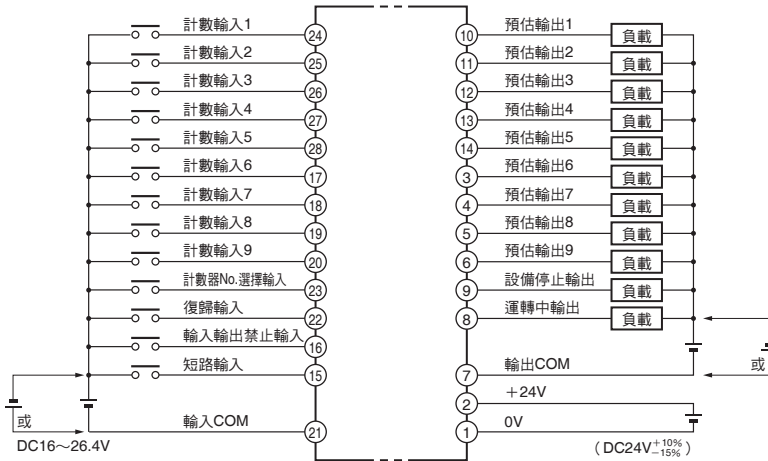 計數輸入1 24 10 預估輸出1 負載
計數輸入2 25 11 預估輸出2 負載
計數輸入3 26 12 預估輸出3 負載
計數輸入4 27 13 預估輸出4 負載
計數輸入5 28 14 預估輸出5 負載
計數輸入6 17 3 預估輸出6 負載
計數輸入7 18 4 預估輸出7 負載
計數輸入8 19 5 預估輸出8 負載
計數輸入9 20 6 預估輸出9 負載
計數器No.選擇輸入 23 9 設備停止輸出 負載
復歸輸入 22 8 運轉中輸出 負載
輸入輸出禁止輸入 16
短路輸入 15 7 輸出COM 或
2 +24V
或 輸入COM 21 1 0V
DC16~26.4V (DC24V +10% -15%)